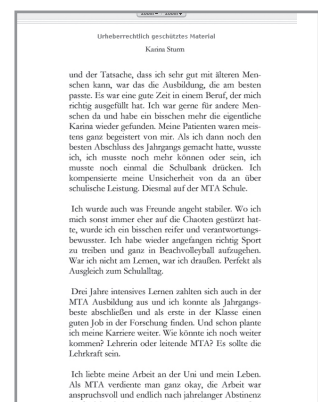 Urheberrechtlich geschütztes Material
Karina Sturm
und der Tatsache, dass ich sehr gut mit älteren Men-
schen kann, war das die Ausbildung, die am besten
passte. Es war eine gute Zeit in einem Beruf, der mich
richtig ausgefüllt hat. Ich war gerne für andere Men-
schen da und habe ein bisschen mehr die eigentliche
Karina wieder gefunden. Meine Patienten waren meis-
tens ganz begeistert von mir. Als ich dann noch den
besten Abschluss des Jahrgangs gemacht hatte, wusste
ich, ich musste noch mehr können oder sein, ich
musste noch einmal die Schulbank drücken. Ich
kompensierte meine Unsicherheit von da an über
schulische Leistung. Diesmal auf der MTA Schule.
Ich wurde auch was Freunde angeht stabiler. Wo ich
mich sonst immer eher auf die Chaoten gestürzt hat-
te, wurde ich ein bisschen reifer und verantwortungs-
bewusster. Ich habe wieder angefangen richtig Sport
zu treiben und ganz in Beachvolleyball aufzugehen.
War ich nicht am Lernen, war ich draußen. Perfekt als
Ausgleich zum Schulalltag.
Drei Jahre intensives Lernen zahlten sich auch in der
MTA Ausbildung aus und ich konnte als Jahrgangs-
beste abschließen und als erste in der Klasse einen
guten Job in der Forschung finden. Und schon plante
ich meine Karriere weiter. Wie könnte ich noch weiter
kommen? Lehrerin oder leitende MTA? Es sollte die
Lehrkraft sein.
Ich liebte meine Arbeit an der Uni und mein Leben.
Als MTA verdiente man ganz okay, die Arbeit war
anspruchsvoll und endlich nach jahrelanger Abstinenz